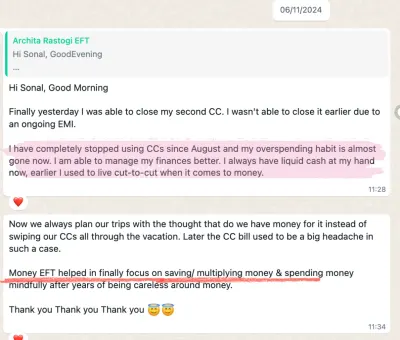 06/11/2024
Archita Rastogi EFT
Hi Sonal, GoodEvening
...
Hi Sonal, Good Morning
Finally yesterday I was able to close my second CC. I wasn't able to close it earlier due to
an ongoing EMI.
I have completely stopped using CCs since August and my overspending habit is almost
gone now. I am able to manage my finances better. I always have liquid cash at my hand
now, earlier I used to live cut-to-cut when it comes to money.
11:28
❤️
Now we always plan our trips with the thought that do we have money for it instead of
swiping our CCs all through the vacation. Later the CC bill used to be a big headache in
such a case.
Money EFT helped in finally focus on saving/ multiplying money & spending money
mindfully after years of being careless around money.
Thank you Thank you Thank you 😇😇
11:34
❤️